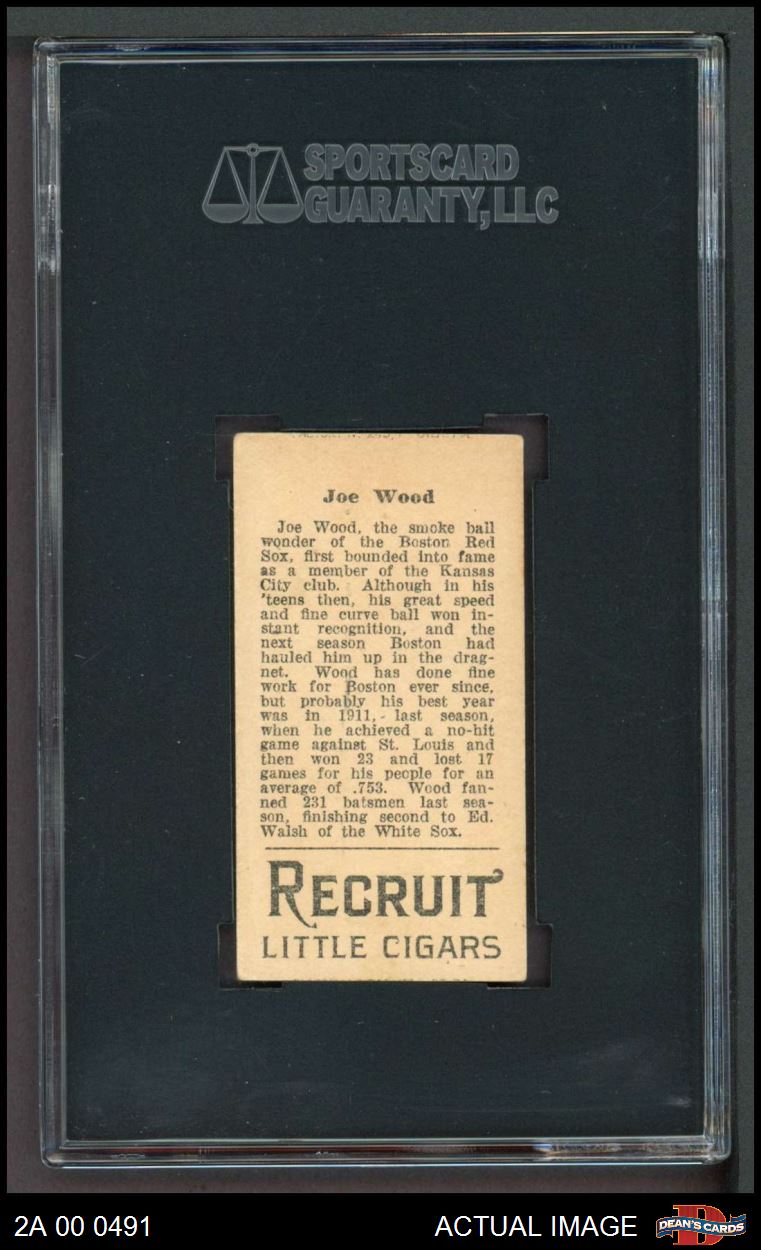 SPORTSCARD
GUARANTY, LLC
Joe Wood
Joe Wood, the smoke ball
wonder of the Boston Red
Sox, first bounded into fame
as a member of the Kansas
City club. Although in his
'teens then, his great speed
and fine curve ball won in-
stant recognition, and the
next season Boston had
hauled him up in the drag-
net. Wood has done fine
work for Boston ever since,
but probably his best year
was in 1911, last season,
when he achieved a no-hit
game against St. Louis and
then won 23 and lost 17
games for his people for an
average of .753. Wood fan-
ned 231 batsmen last sea-
son, finishing second to Ed.
Walsh of the White Sox.
RECRUIT
LITTLE CIGARS
2A 00 0491
ACTUAL IMAGE
D
DEAN'S CARDS